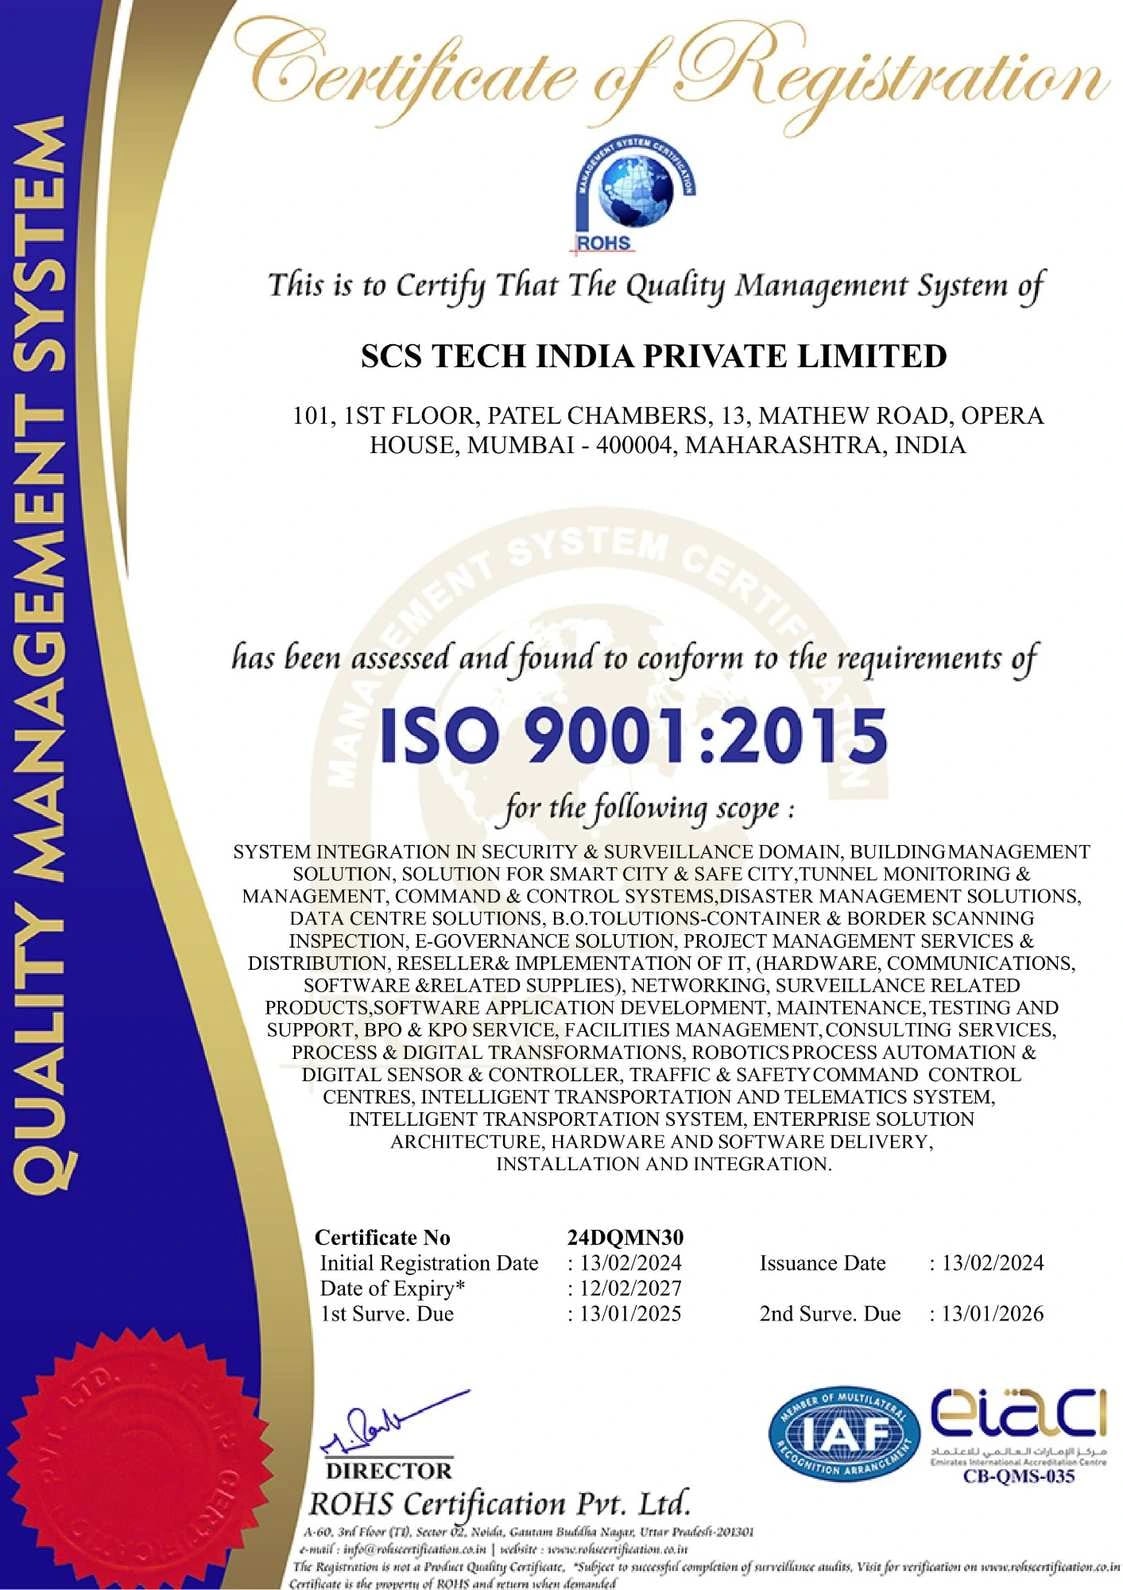 Certificate of Registration
MANAGEMENT SYSTEM CERTIFICATION
ROHS
This is to Certify That The Quality Management System of
SCS TECH INDIA PRIVATE LIMITED
101, 1ST FLOOR, PATEL CHAMBERS, 13, MATHEW ROAD, OPERA
HOUSE, MUMBAI - 400004, MAHARASHTRA, INDIA
MANAGEMENT SYSTEM CERTIFICATION
has been assessed and found to conform to the requirements of
ISO 9001:2015
for the following scope :
SYSTEM INTEGRATION IN SECURITY & SURVEILLANCE DOMAIN, BUILDING MANAGEMENT
SOLUTION, SOLUTION FOR SMART CITY & SAFE CITY,TUNNEL MONITORING &
MANAGEMENT, COMMAND & CONTROL SYSTEMS,DISASTER MANAGEMENT SOLUTIONS,
DATA CENTRE SOLUTIONS, B.O.TOLUTIONS-CONTAINER & BORDER SCANNING
INSPECTION, E-GOVERNANCE SOLUTION, PROJECT MANAGEMENT SERVICES &
DISTRIBUTION, RESELLER& IMPLEMENTATION OF IT, (HARDWARE, COMMUNICATIONS,
SOFTWARE &RELATED SUPPLIES), NETWORKING, SURVEILLANCE RELATED
PRODUCTS,SOFTWARE APPLICATION DEVELOPMENT, MAINTENANCE, TESTING AND
SUPPORT, BPO & KPO SERVICE, FACILITIES MANAGEMENT, CONSULTING SERVICES,
PROCESS & DIGITAL TRANSFORMATIONS, ROBOTICS PROCESS AUTOMATION &
DIGITAL SENSOR & CONTROLLER, TRAFFIC & SAFETY COMMAND CONTROL
CENTRES, INTELLIGENT TRANSPORTATION AND TELEMATICS SYSTEM,
INTELLIGENT TRANSPORTATION SYSTEM, ENTERPRISE SOLUTION
ARCHITECTURE, HARDWARE AND SOFTWARE DELIVERY,
INSTALLATION AND INTEGRATION.
Certificate No 24DQMN30
Initial Registration Date : 13/02/2024 Issuance Date : 13/02/2024
Date of Expiry* : 12/02/2027
1st Surve. Due : 13/01/2025 2nd Surve. Due : 13/01/2026
QUALITY MANAGEMENT SYSTEM
DIRECTOR
ROHS Certification Pvt. Ltd.
A-60, 3rd Floor (T1), Sector 02, Noida, Gautam Buddha Nagar, Uttar Pradesh-201301
e-mail : info@rohscertification.co.in | website : www.rohscertification.co.in
The Registration is not a Product Quality Certificate, *Subject to successful completion of surveillance audits, Visit for verification on www.rohscertification.co.in
Certificate is the property of ROHS and return when demanded
MEMBER OF MULTILATERAL
IAF
RECOGNITION ARRANGEMENT
eiaci
مركز الإمارات العالمي للاعتماد
Emirates International Accreditation Centre
CB-QMS-035